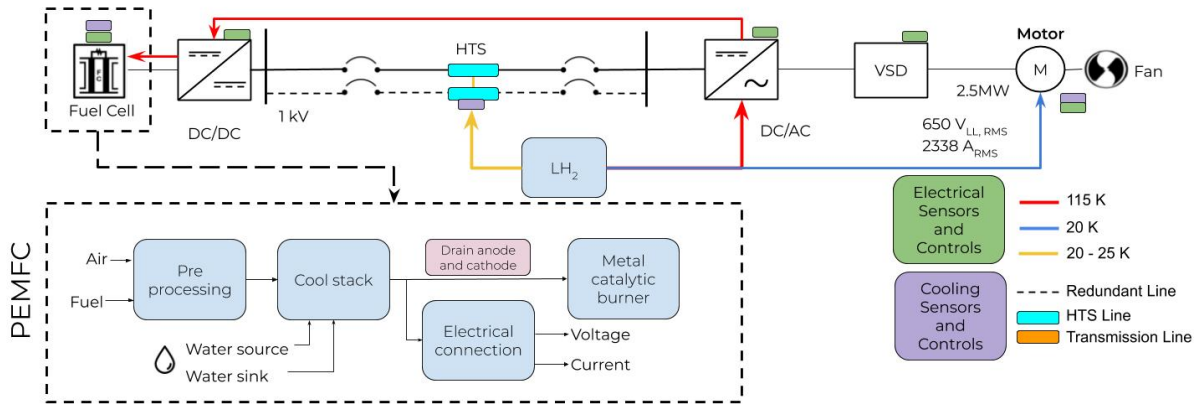 Fuel Cell
DC/DC
1 kV
HTS
DC/AC
VSD
2.5MW
Motor
M
Fan
650 V_LL, RMS
2338 A_RMS
LH_2
Electrical
Sensors
and
Controls
Cooling
Sensors
and
Controls
115 K
20 K
20 - 25 K
Redundant Line
HTS Line
Transmission Line
PEMFC
Air
Fuel
Pre
processing
Cool stack
Drain anode
and cathode
Metal
catalytic
burner
Electrical
connection
Voltage
Current
Water source
Water sink